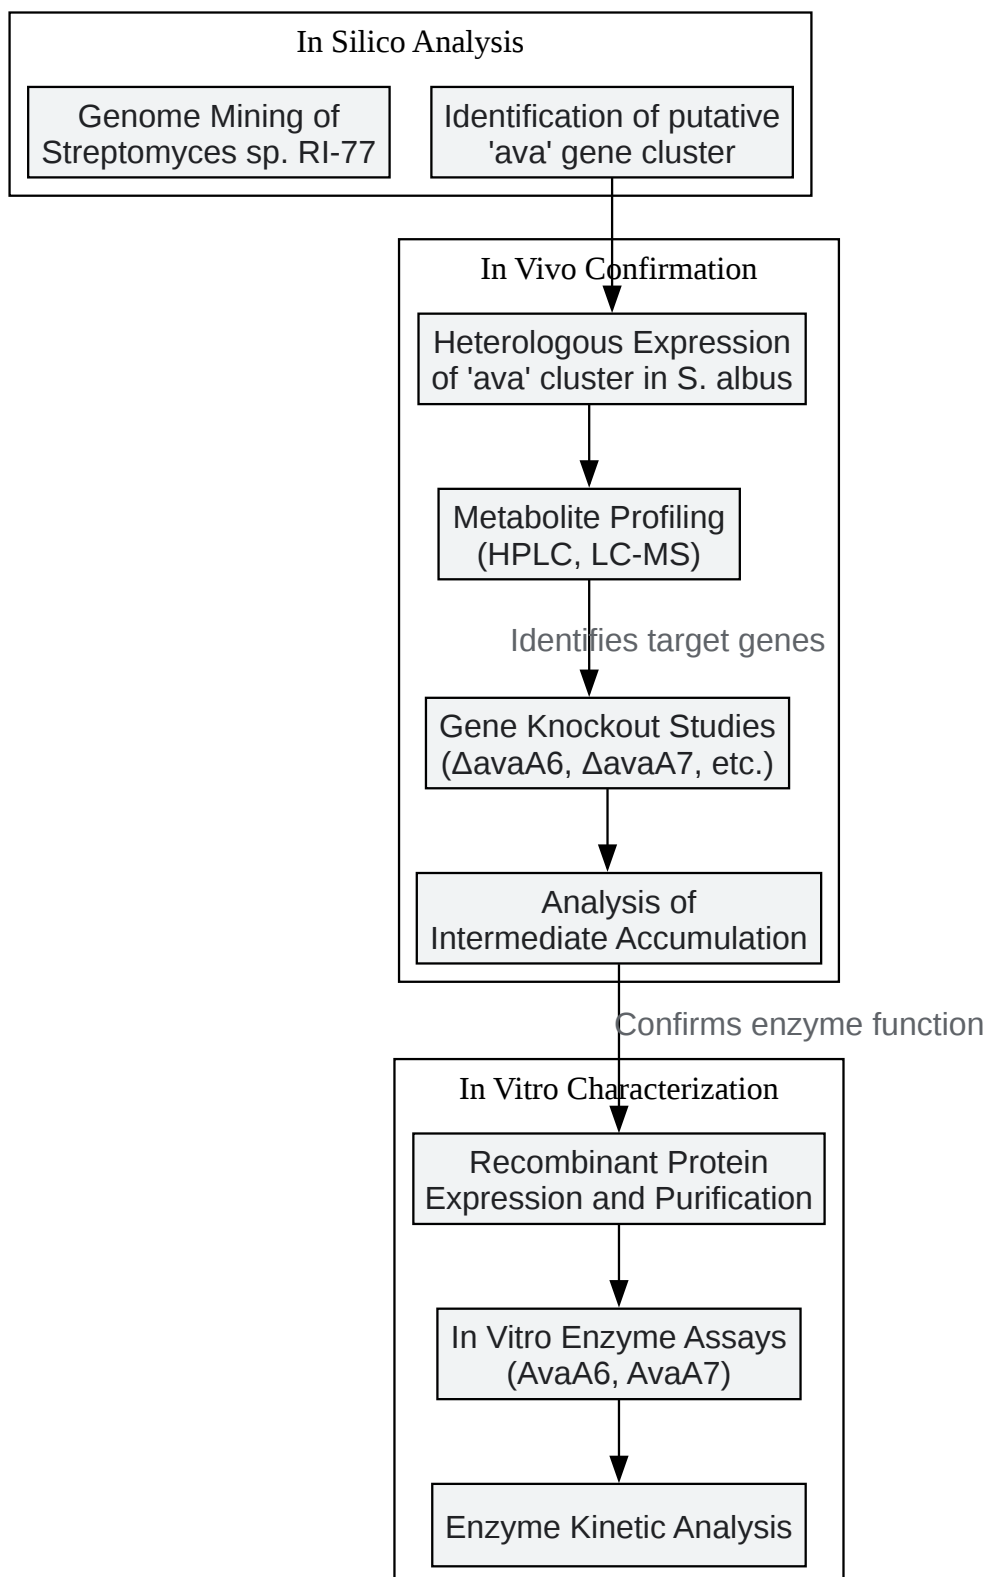 In Silico Analysis
Genome Mining of
Streptomyces sp. RI-77
Identification of putative
'ava' gene cluster
In Vivo Confirmation
Heterologous Expression
of 'ava' cluster in S. albus
Metabolite Profiling
(HPLC, LC-MS)
Identifies target genes
Gene Knockout Studies
(ΔavaA6, ΔavaA7, etc.)
Analysis of
Intermediate Accumulation
Confirms enzyme function
In Vitro Characterization
Recombinant Protein
Expression and Purification
In Vitro Enzyme Assays
(AvaA6, AvaA7)
Enzyme Kinetic Analysis